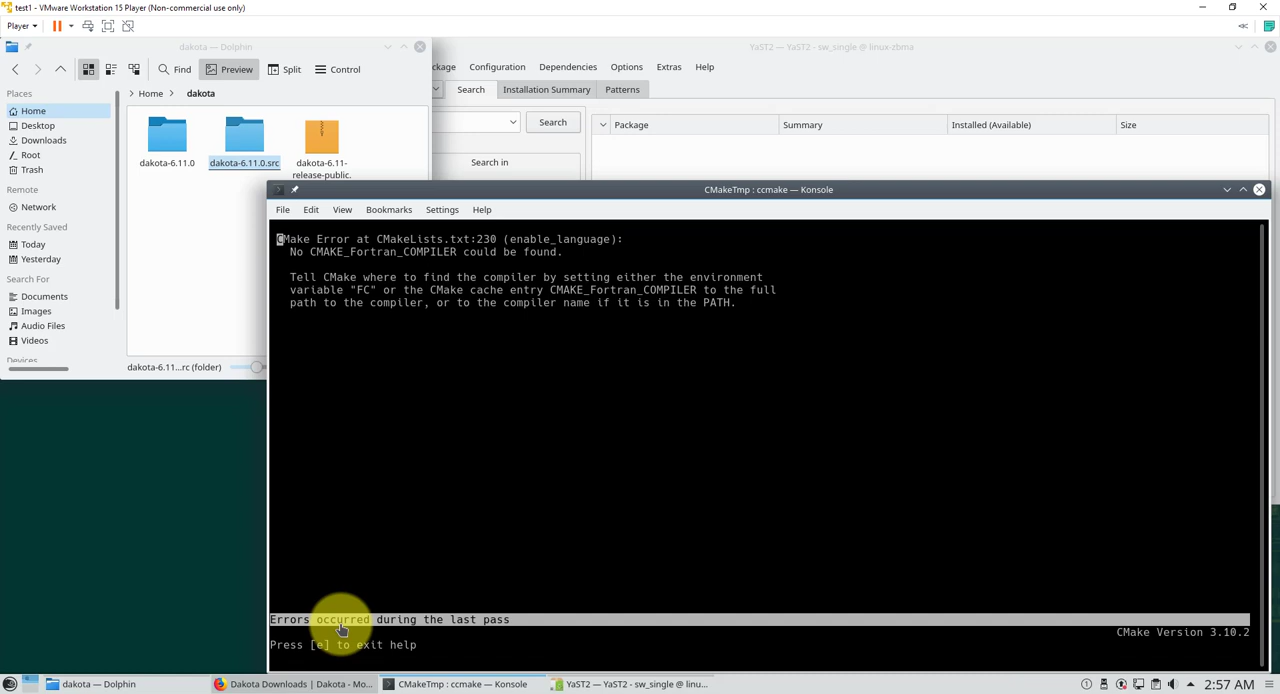 test1 - VMware Workstation 15 Player (Non-commercial use only)
Player
dakota — Dolphin
Find
Preview
Split
Control
Places
Home
Desktop
Downloads
Root
Trash
Remote
Network
Recently Saved
Today
Yesterday
Search For
Documents
Images
Audio Files
Videos
Devices
Home
dakota
dakota-6.11.0
dakota-6.11.0.src
dakota-6.11-
release-public.
dakota-6.11...rc (folder)
YaST2 — YaST2 - sw_single @ linux-zbma
ckage Configuration Dependencies Options Extras Help
Search
Installation Summary
Patterns
Search
Search in
Package
Summary
Installed (Available)
Size
CMakeTmp : ccmake — Konsole
File Edit View Bookmarks Settings Help
CMake Error at CMakeLists.txt:230 (enable_language):
No CMAKE_Fortran_COMPILER could be found.
Tell CMake where to find the compiler by setting either the environment
variable "FC" or the CMake cache entry CMAKE_Fortran_COMPILER to the full
path to the compiler, or to the compiler name if it is in the PATH.
Errors occurred during the last pass
CMake Version 3.10.2
Press [e] to exit help
dakota — Dolphin
Dakota Downloads | Dakota - Mo...
CMakeTmp : ccmake — Konsole
YaST2 — YaST2 - sw_single @ linu...
2:57 AM